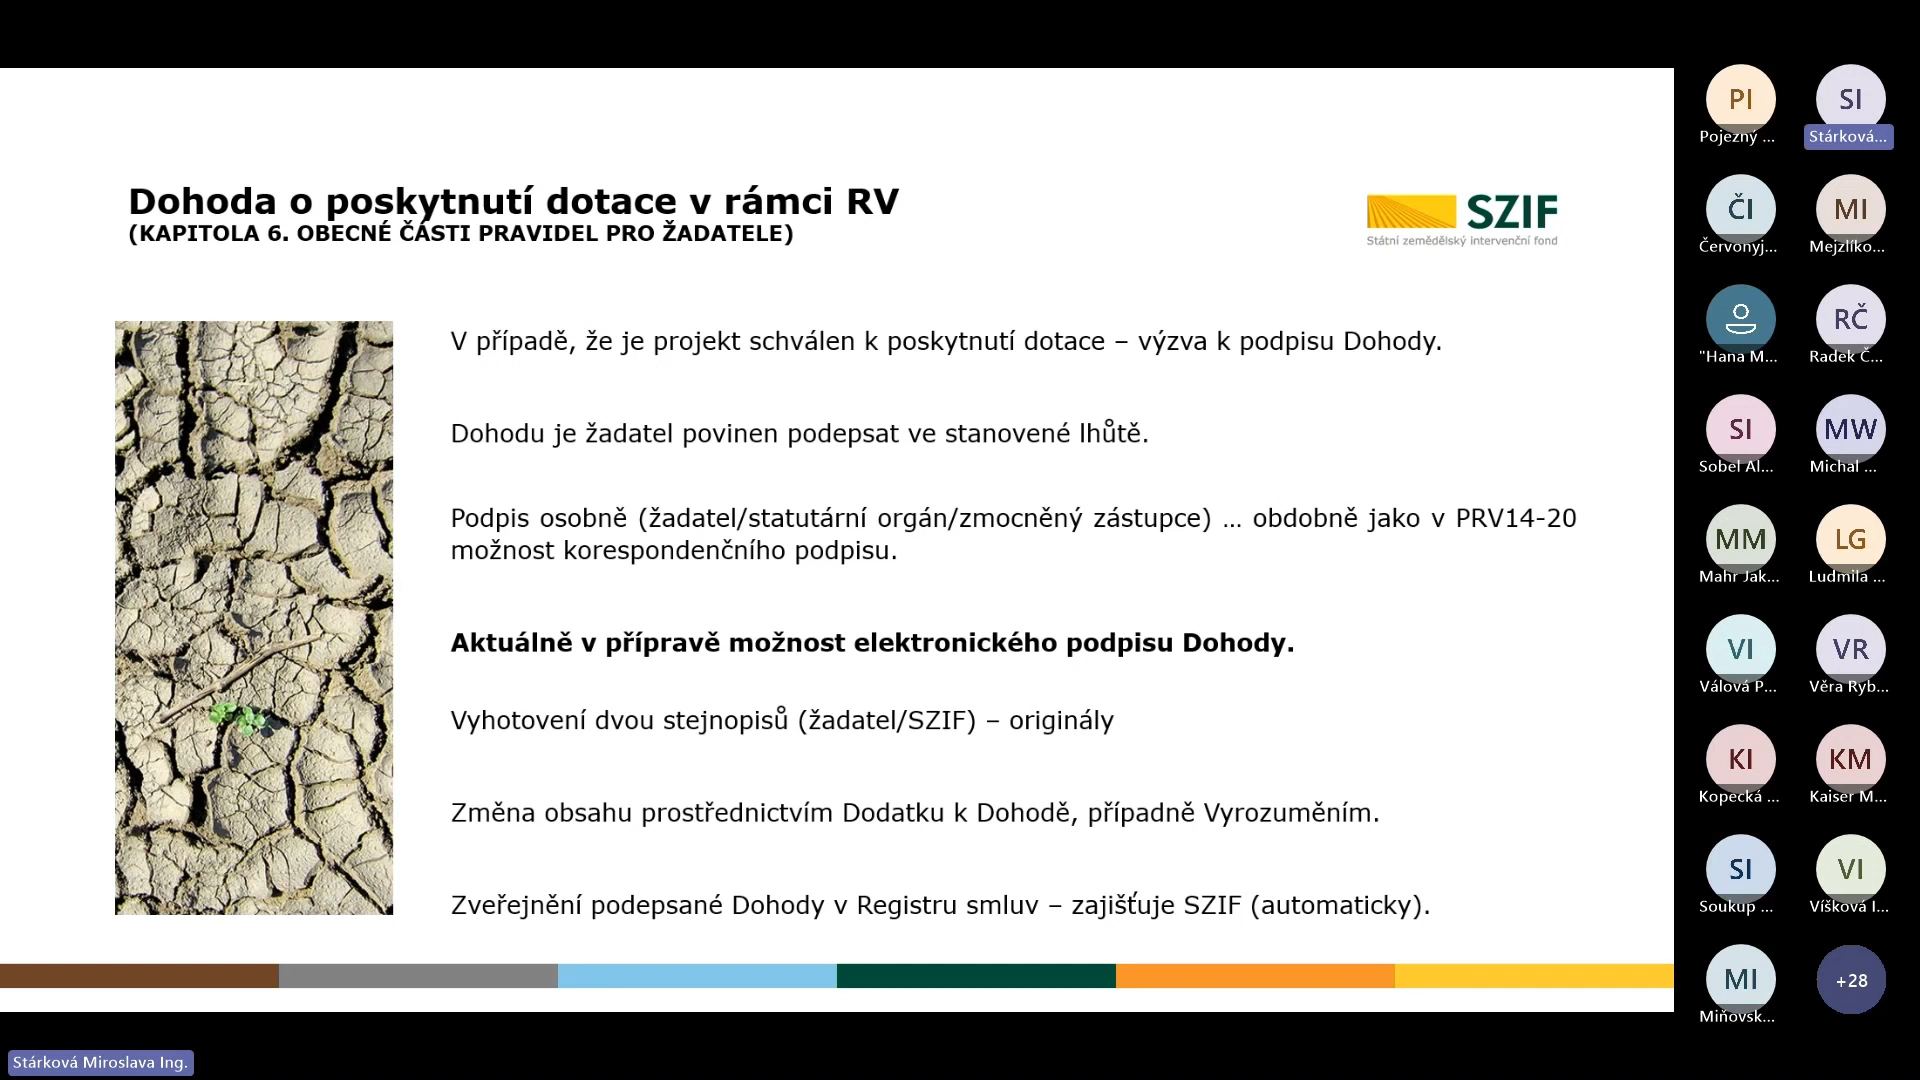 Dohoda o poskytnutí dotace v rámci RV
(KAPITOLA 6. OBECNÉ ČÁSTI PRAVIDEL PRO ŽADATELE)
SZIF
Státní zemědělský intervenční fond
V případě, že je projekt schválen k poskytnutí dotace – výzva k podpisu Dohody.
Dohodu je žadatel povinen podepsat ve stanovené lhůtě.
Podpis osobně (žadatel/statutární orgán/zmocněný zástupce) … obdobně jako v PRV14-20
možnost korespondenčního podpisu.
Aktuálně v přípravě možnost elektronického podpisu Dohody.
Vyhotovení dvou stejnopisů (žadatel/SZIF) – originály
Změna obsahu prostřednictvím Dodatku k Dohodě, případně Vyrozuměním.
Zveřejnění podepsané Dohody v Registru smluv – zajišťuje SZIF (automaticky).
PI SI
Pojezný ... Stárková...
ČI MI
Červonyj... Mejzlíko...
RČ
"Hana M... Radek Č...
SI MW
Sobel Al... Michal ...
MM LG
Mahr Jak... Ludmila ...
VI VR
Válová P... Věra Ryb...
KI KM
Kopecká ... Kaiser M...
SI VI
Soukup ... Víšková I...
MI +28
Miňovsk...
Stárková Miroslava Ing.